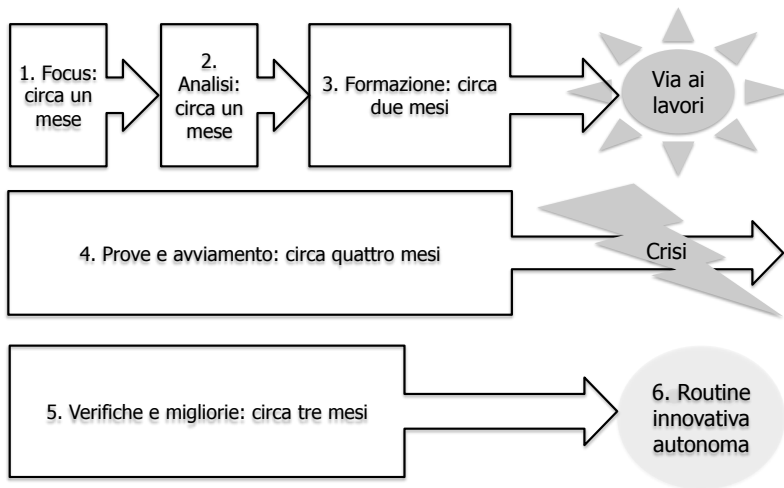 1. Focus:
circa un
mese
2.
Analisi:
circa un
mese
3. Formazione: circa
due mesi
Via ai
lavori
4. Prove e avviamento: circa quattro mesi
Crisi
5. Verifiche e migliorie: circa tre mesi
6. Routine
innovativa
autonoma